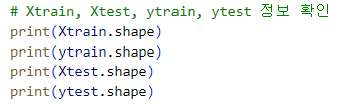 # Xtrain, Xtest, ytrain, ytest 정보 확인
print(Xtrain.shape)
print(ytrain.shape)
print(Xtest.shape)
print(ytest.shape)